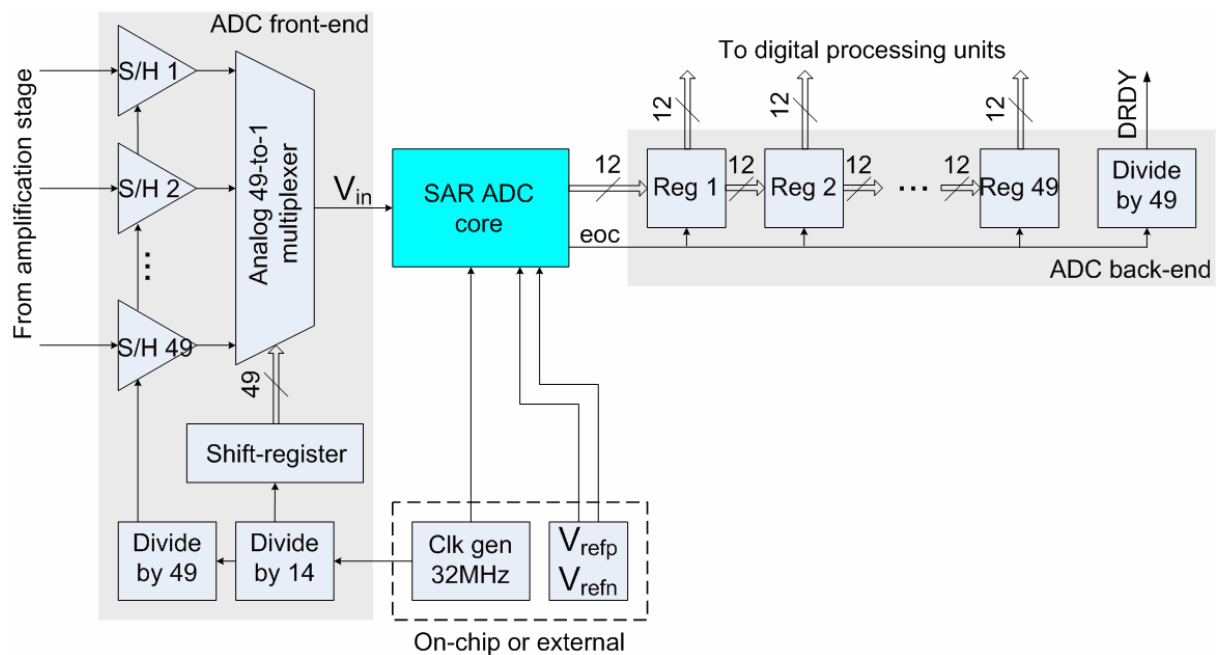 ADC front-end
From amplification stage
S/H 1
S/H 2
⋮
S/H 49
Analog 49-to-1
multiplexer
49
Shift-register
Divide
by 49
Divide
by 14
V_in
SAR ADC
core
Clk gen
32MHz
V_refp
V_refn
On-chip or external
To digital processing units
12
12
12
DRDY
12
Reg 1
12
Reg 2
12
...
12
Reg 49
Divide
by 49
eoc
ADC back-end